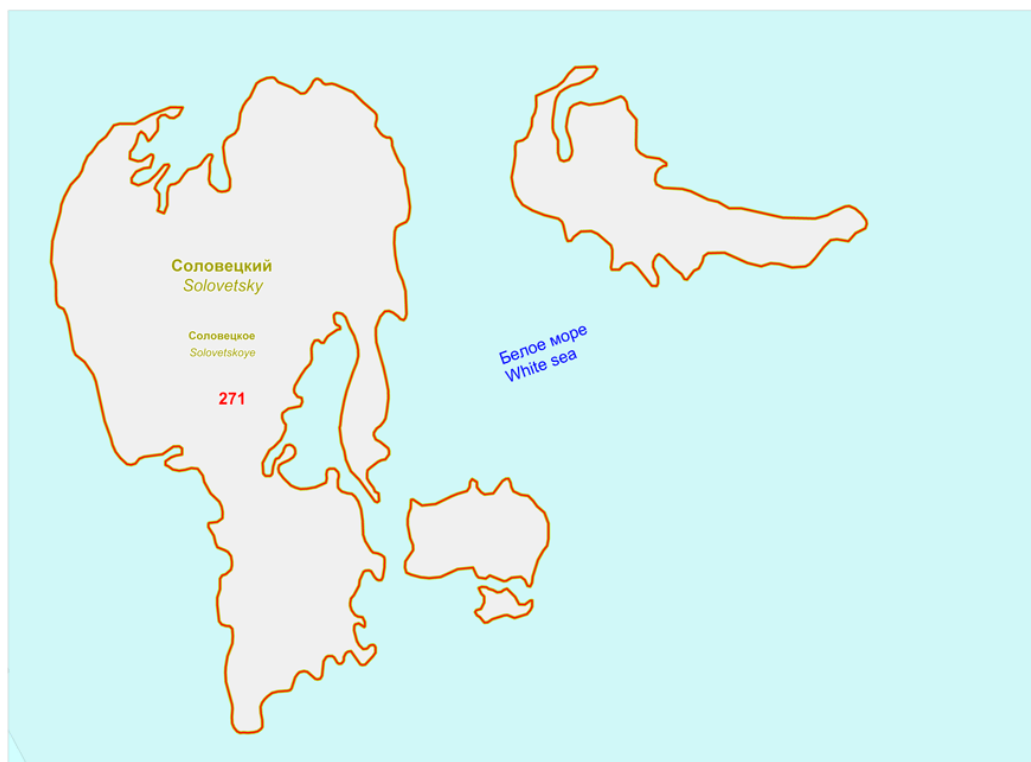 Соловецкий
Solovetsky
Соловецкое
Solovetskoye
271
Белое море
White sea